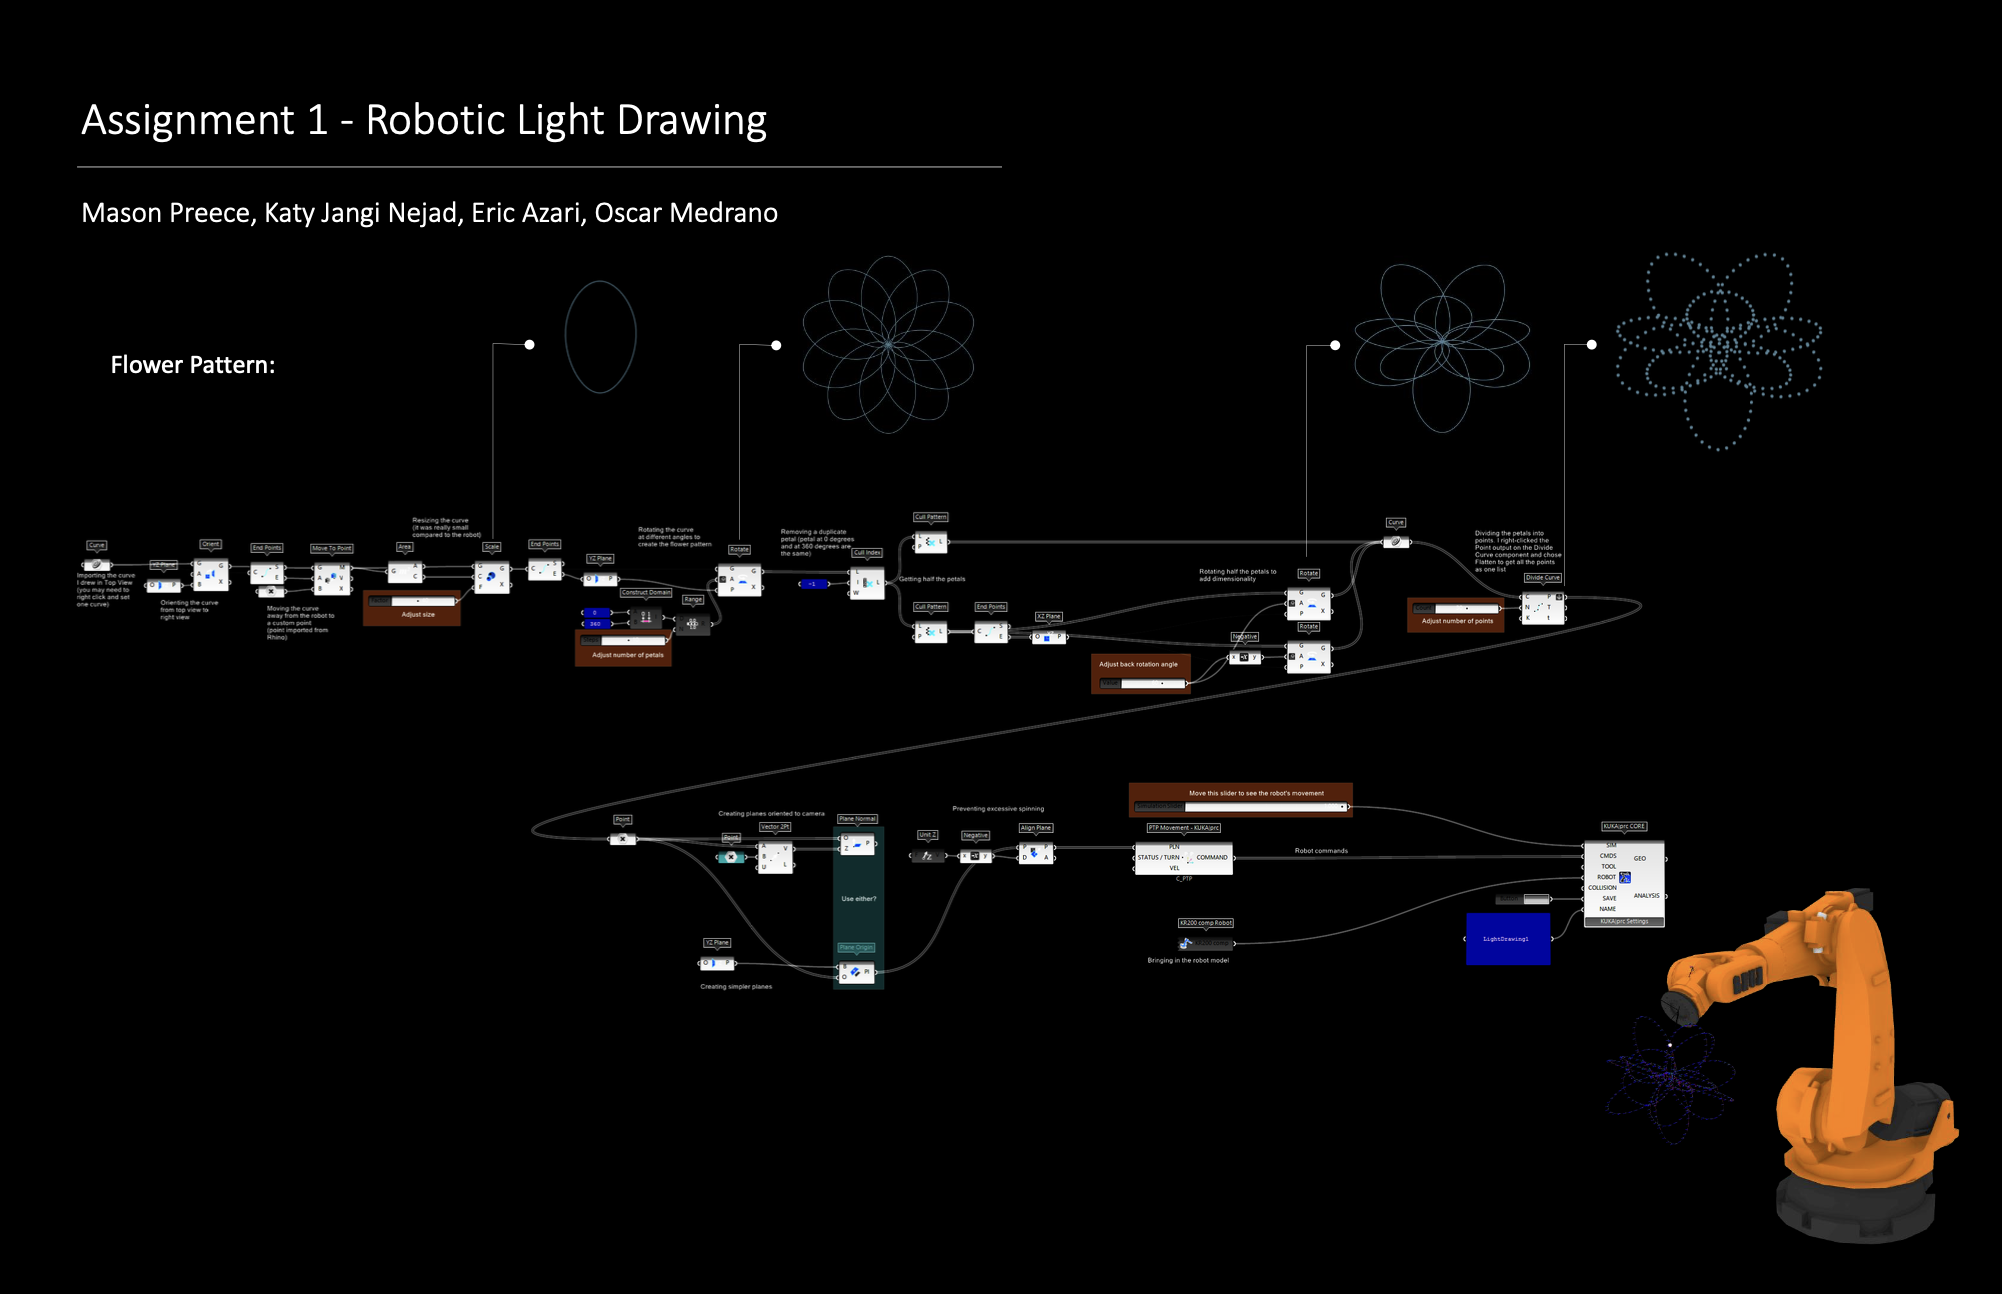 Assignment 1 - Robotic Light Drawing
Mason Preece, Katy Jangi Nejad, Eric Azari, Oscar Medrano
Flower Pattern:
Curve
Importing the curve
I drew in Top View
(you may need to
right click and set
one curve)
XZ Plane
O P
Orienting the curve
from top view to
right view
Orient
G G
A
B X
End Points
C S
E
Moving the curve
away from the robot to
a custom point
(point imported from
Rhino)
Move To Point
G M
A V
B X
Area
G A
C
Adjust size
Resizing the curve
(it was really small
compared to the robot)
Scale
G G
C
F X
End Points
C S
E
YZ Plane
O P
0
360
Construct Domain
Range
Adjust number of petals
Rotating the curve
at different angles to
create the flower pattern
Rotate
G G
A
P X
Removing a duplicate
petal (petal at 0 degrees
and at 360 degrees are
the same)
-1
Cull Index
L
I L
W
Getting half the petals
Cull Pattern
L
P L
Cull Pattern
L
P L
End Points
C S
E
XZ Plane
O P
Adjust back rotation angle
Negative
x y
Rotating half the petals to
add dimensionality
Rotate
G G
A
P X
Rotate
G G
A
P X
Curve
Adjust number of points
Dividing the petals into
points. I right-clicked the
Point output on the Divide
Curve component and chose
Flatten to get all the points
as one list
Divide Curve
C P
N T
K t
Point
Creating planes oriented to camera
Point
Vector 2Pt
A V
B
U L
Plane Normal
O
Z P
Use either?
Plane Origin
B
O Pl
YZ Plane
O P
Creating simpler planes
Preventing excessive spinning
Unit Z
Negative
x y
Align Plane
P P
D A
Move this slider to see the robot's movement
Simulation Slider
PTP Movement - KUKA|prc
PLN
STATUS / TURN COMMAND
VEL
C_PTP
Robot commands
KR200 comp Robot
KR200 comp
Bringing in the robot model
LightDrawing1
KUKA|prc CORE
SIM
CMDS GEO
TOOL
ROBOT
COLLISION
SAVE ANALYSIS
NAME
KUKA|prc Settings